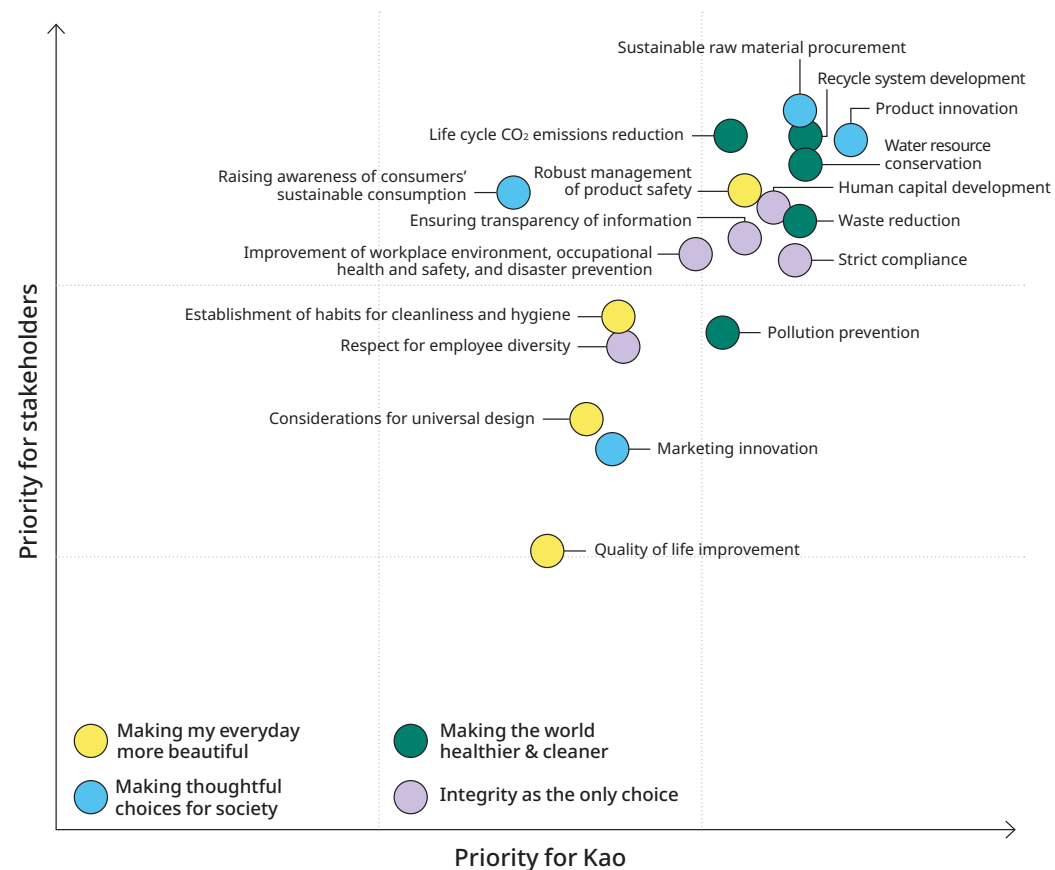 Sustainable raw material procurement
Recycle system development
Product innovation
Life cycle CO₂ emissions reduction
Water resource
conservation
Raising awareness of consumers’
sustainable consumption
Robust management
of product safety
Human capital development
Ensuring transparency of information
Waste reduction
Improvement of workplace environment, occupational
health and safety, and disaster prevention
Strict compliance
Establishment of habits for cleanliness and hygiene
Pollution prevention
Respect for employee diversity
Considerations for universal design
Marketing innovation
Quality of life improvement
Priority for stakeholders
Making my everyday
more beautiful
Making the world
healthier & cleaner
Making thoughtful
choices for society
Integrity as the only choice
Priority for Kao